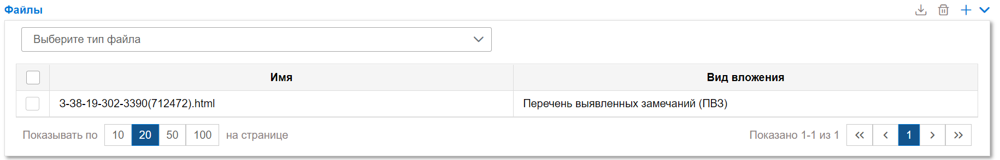 Файлы
Выберите тип файла
Имя Вид вложения
З-38-19-302-3390(712472).html Перечень выявленных замечаний (ПВЗ)
Показывать по 10 20 50 100 на странице Показано 1-1 из 1 << < 1 > >>